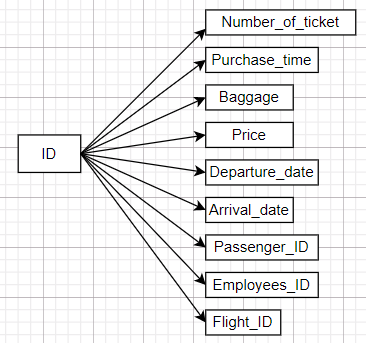 Number_of_ticket
Purchase_time
Baggage
Price
ID
Departure_date
Arrival_date
Passenger_ID
Employees_ID
Flight_ID